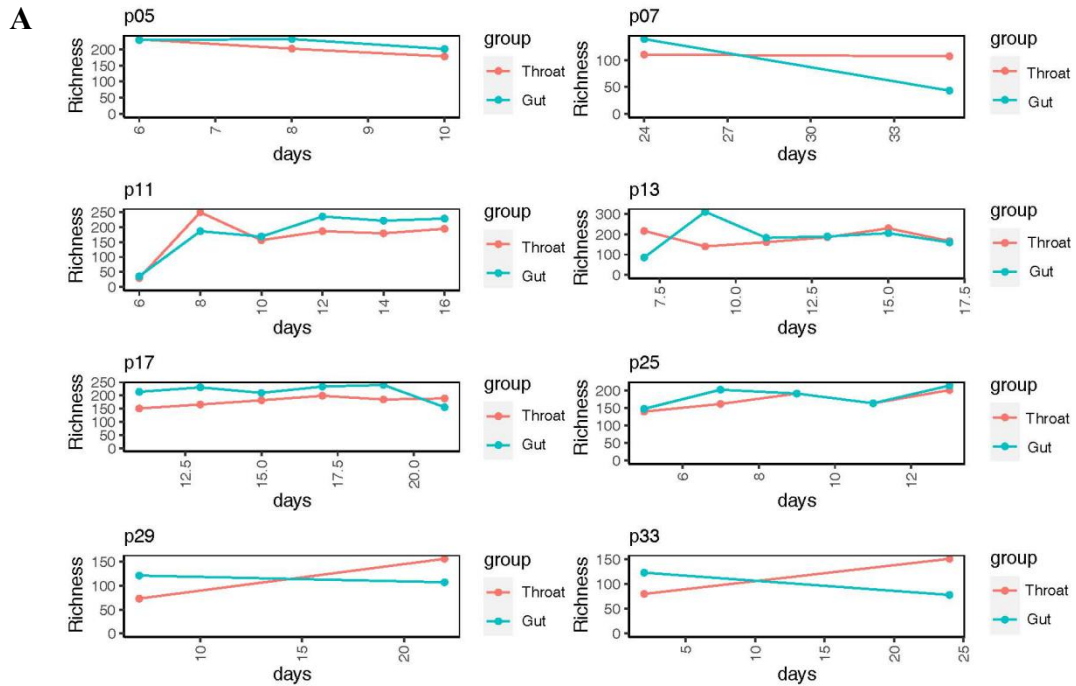 A
p05
Richness
200
150
100
50
0
6
7
8
9
10
days
group
Throat
Gut
p07
Richness
100
50
0
24
27
30
33
days
group
Throat
Gut
p11
Richness
250
200
150
100
50
0
6
8
10
12
14
16
days
group
Throat
Gut
p13
Richness
300
200
100
0
7.5
10.0
12.5
15.0
17.5
days
group
Throat
Gut
p17
Richness
250
200
150
100
50
0
12.5
15.0
17.5
20.0
days
group
Throat
Gut
p25
Richness
200
150
100
50
0
6
8
10
12
days
group
Throat
Gut
p29
Richness
150
100
50
0
10
15
20
days
group
Throat
Gut
p33
Richness
150
100
50
0
5
10
15
20
25
days
group
Throat
Gut